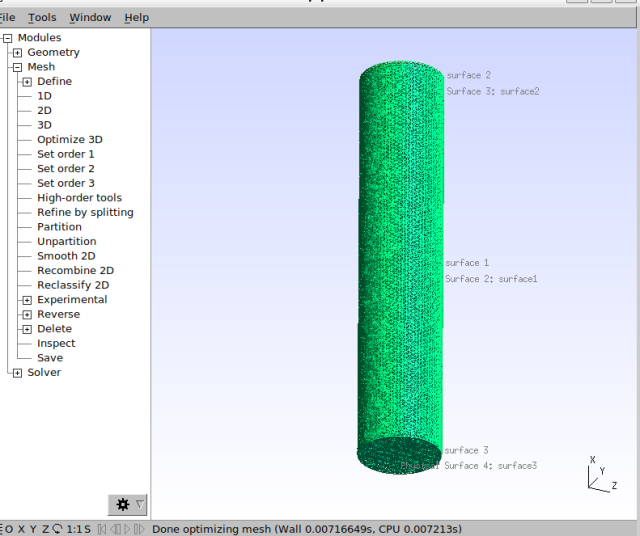 File Tools Window Help
Modules
Geometry
Mesh
Define
1D
2D
3D
Optimize 3D
Set order 1
Set order 2
Set order 3
High-order tools
Refine by splitting
Partition
Unpartition
Smooth 2D
Recombine 2D
Reclassify 2D
Experimental
Reverse
Delete
Inspect
Save
Solver
surface 2
Surface 3: surface2
surface 1
Surface 2: surface1
surface 3
Surface 4: surface3
X
Y
Z
O X Y Z 1:1 S Done optimizing mesh (Wall 0.00716649s, CPU 0.007213s)